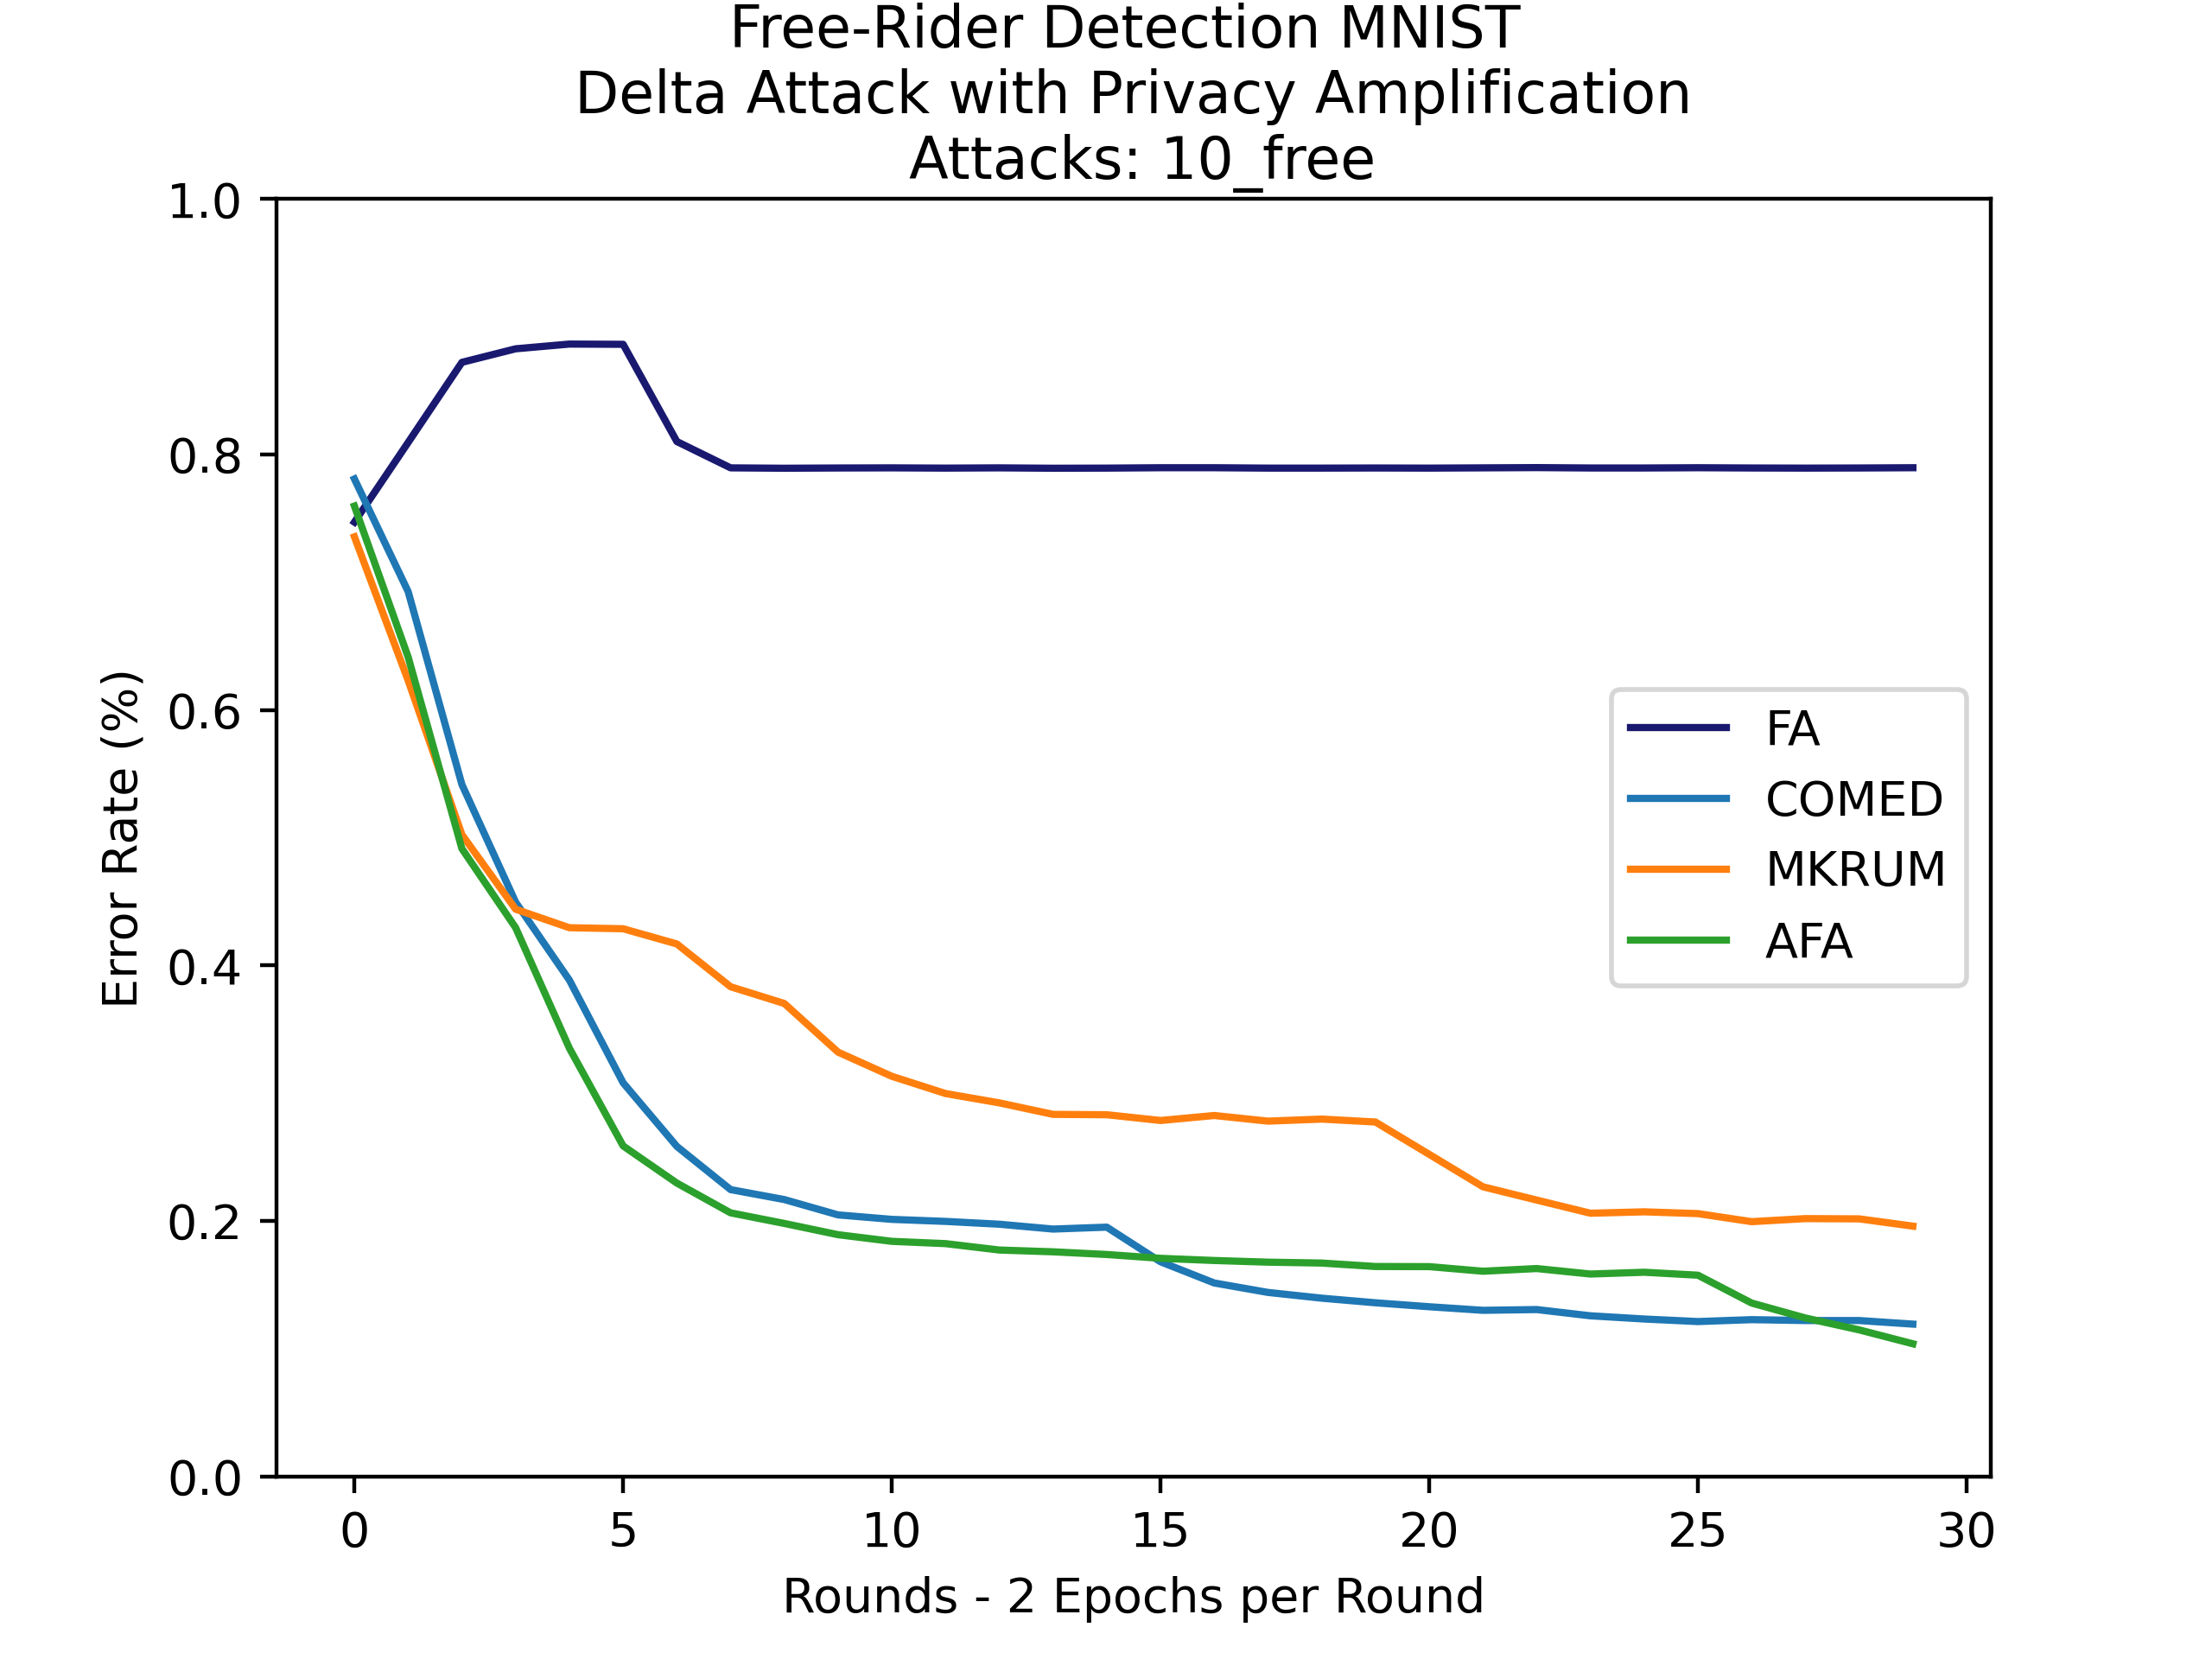 Free-Rider Detection MNIST
Delta Attack with Privacy Amplification
Attacks: 10_free
1.0
0.8
0.6
0.4
0.2
0.0
Error Rate (%)
FA
COMED
MKRUM
AFA
0 5 10 15 20 25 30
Rounds - 2 Epochs per Round